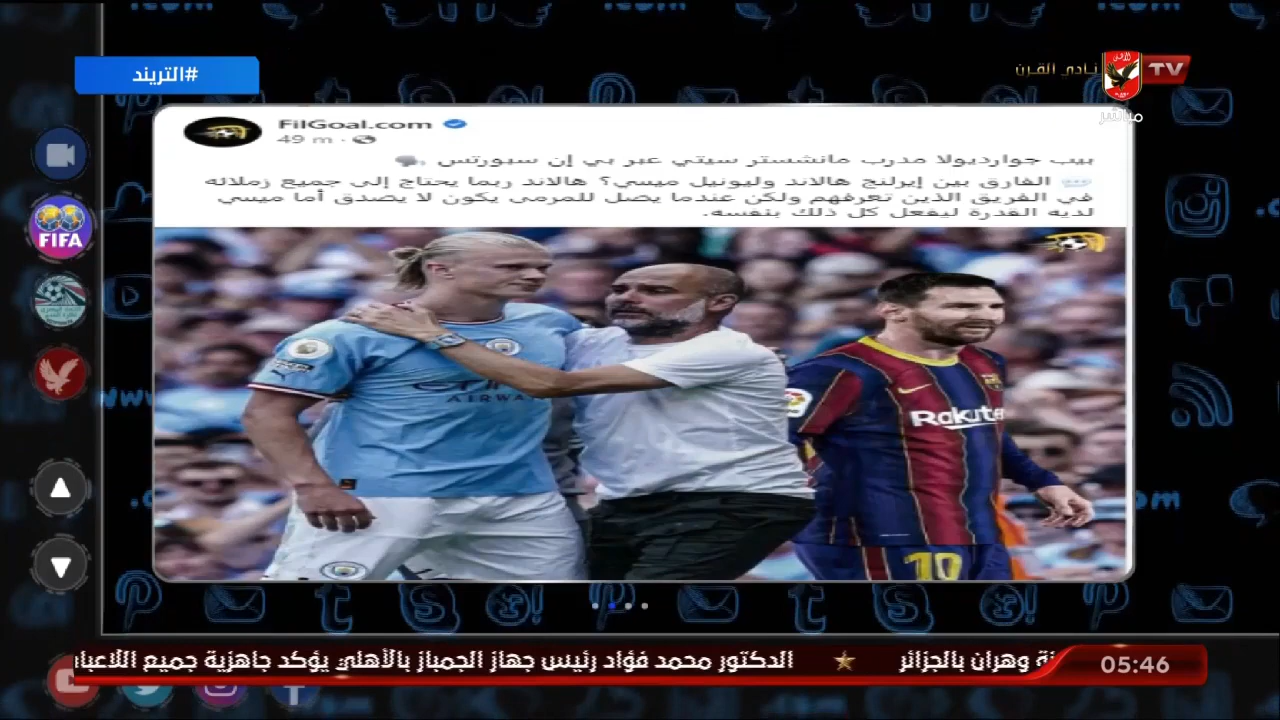 #التريند
نادي القرن
TV
مباشر
FilGoal.com
49 m
بيب جوارديولا مدرب مانشستر سيتي عبر بي إن سبورتس
الفارق بين إيرلنج هالاند وليونيل ميسي؟ هالاند ربما يحتاج إلى جميع زملائه
في الفريق الذين تعرفهم ولكن عندما يصل للمرمى يكون لا يصدق أما ميسي
لديه القدرة ليفعل كل ذلك بنفسه.
FIFA
AIRWA
Rakuten
10
وهران بالجزائر ★ الدكتور محمد فؤاد رئيس جهاز الجمباز بالأهلي يؤكد جاهزية جميع
05:46